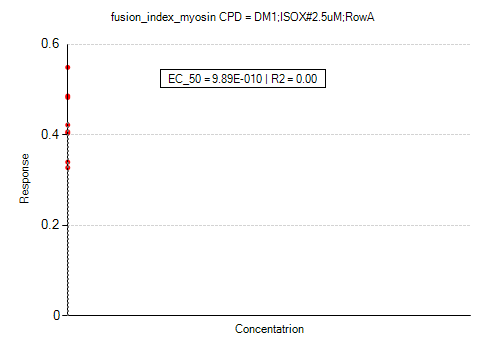 fusion_index_myosin CPD = DM1;ISOX#2.5uM;RowA
0.6
EC_50 = 9.89E-010 | R2 = 0.00
0.4
Response
0.2
0
Concentatrion